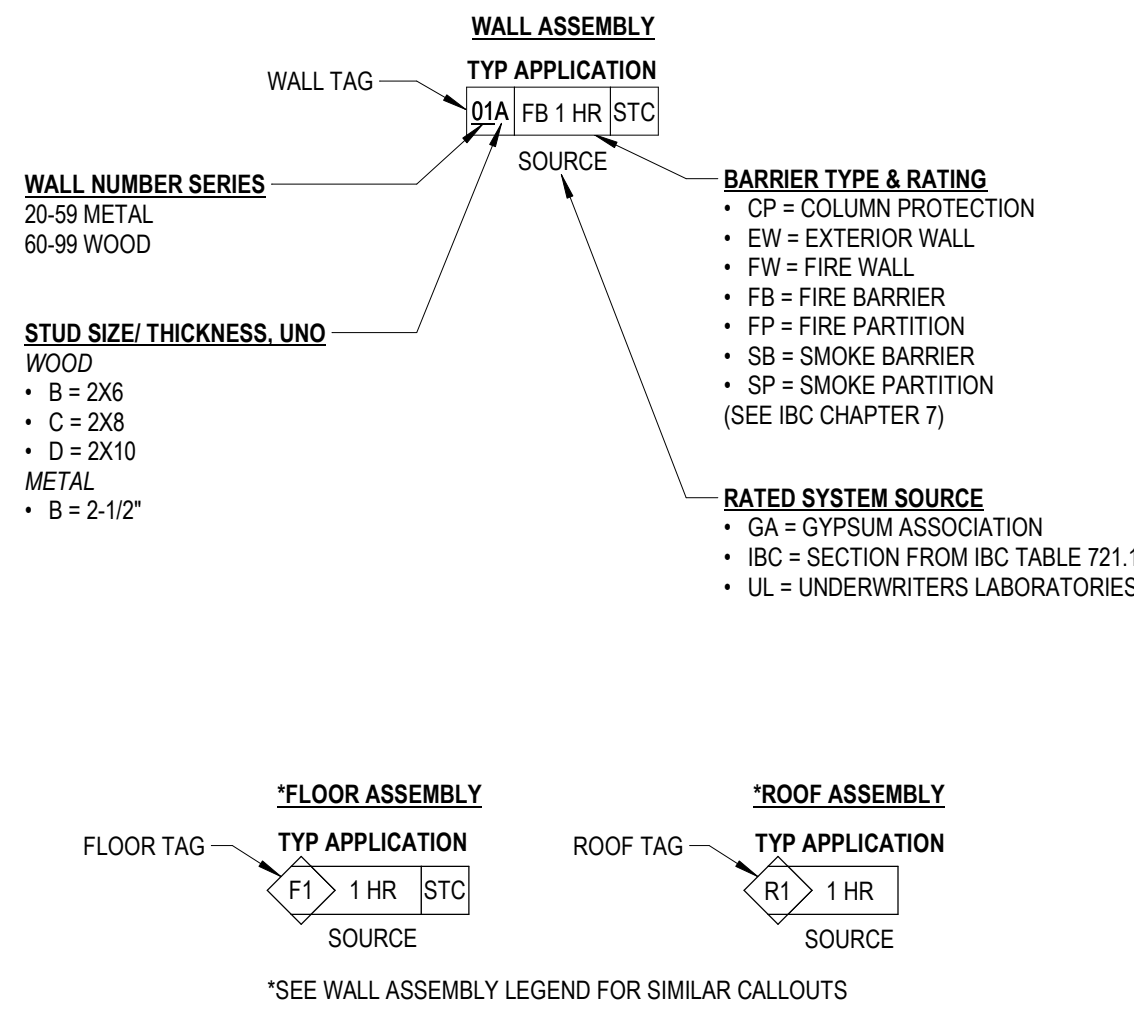 WALL ASSEMBLY
TYP APPLICATION
WALL TAG
01A FB 1 HR STC
SOURCE
WALL NUMBER SERIES
20-59 METAL
60-99 WOOD
STUD SIZE/ THICKNESS, UNO
WOOD
• B = 2X6
• C = 2X8
• D = 2X10
METAL
• B = 2-1/2"
BARRIER TYPE & RATING
• CP = COLUMN PROTECTION
• EW = EXTERIOR WALL
• FW = FIRE WALL
• FB = FIRE BARRIER
• FP = FIRE PARTITION
• SB = SMOKE BARRIER
• SP = SMOKE PARTITION
(SEE IBC CHAPTER 7)
RATED SYSTEM SOURCE
• GA = GYPSUM ASSOCIATION
• IBC = SECTION FROM IBC TABLE 721.1
• UL = UNDERWRITERS LABORATORIES
*FLOOR ASSEMBLY
TYP APPLICATION
FLOOR TAG
F1 1 HR STC
SOURCE
*ROOF ASSEMBLY
TYP APPLICATION
ROOF TAG
R1 1 HR
SOURCE
*SEE WALL ASSEMBLY LEGEND FOR SIMILAR CALLOUTS